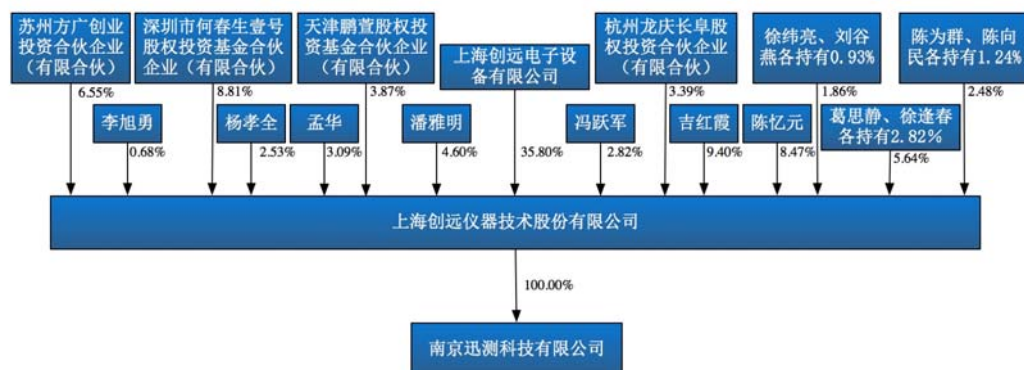 苏州方广创业
投资合伙企业
（有限合伙）
深圳市何春生壹号
股权投资基金合伙
企业（有限合伙）
天津鹏萱股权投
资基金合伙企业
（有限合伙）
上海创远电子设
备有限公司
杭州龙庆长阜股
权投资合伙企业
（有限合伙）
徐纬亮、刘谷
燕各持有0.93%
陈为群、陈向
民各持有1.24%
6.55%
8.81%
3.87%
3.39%
1.86%
2.48%
李旭勇
杨孝全
孟华
潘雅明
冯跃军
吉红霞
陈忆元
葛思静、徐逢春
各持有2.82%
0.68%
2.53%
3.09%
4.60%
35.80%
2.82%
9.40%
8.47%
5.64%
上海创远仪器技术股份有限公司
100.00%
南京迅测科技有限公司